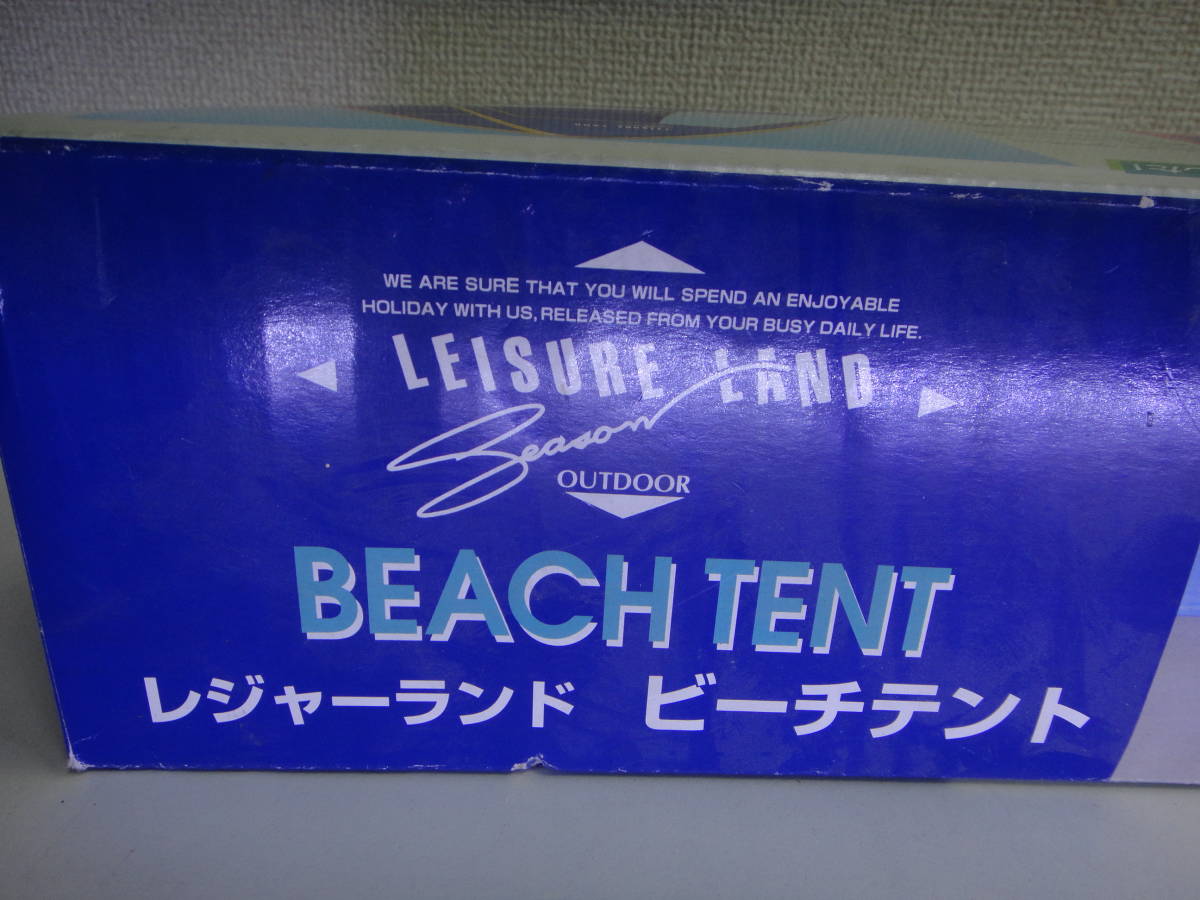 WE ARE SURE THAT YOU WILL SPEND AN ENJOYABLE
HOLIDAY WITH US, RELEASED FROM YOUR BUSY DAILY LIFE.
LEISURE LAND
Season
OUTDOOR
BEACH TENT
レジャーランド ビーチテント